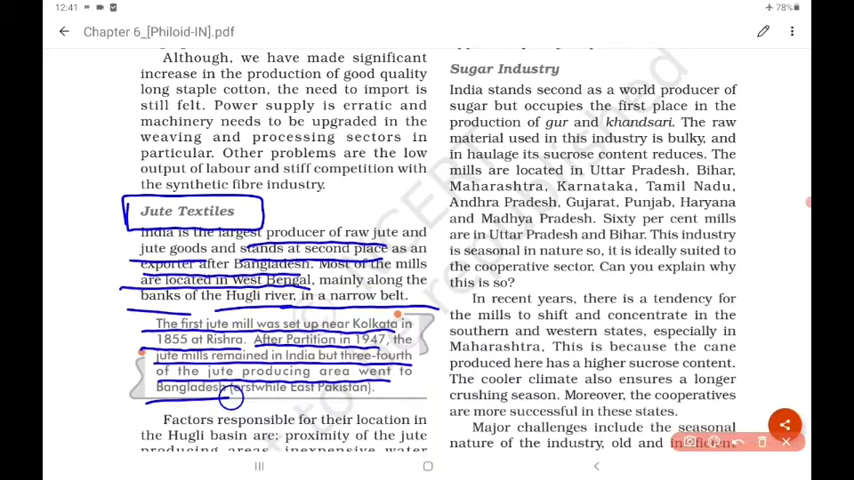 12:41
78%
Chapter 6_[Philoid-IN].pdf
Although, we have made significant
increase in the production of good quality
long staple cotton, the need to import is
still felt. Power supply is erratic and
machinery needs to be upgraded in the
weaving and processing sectors in
particular. Other problems are the low
output of labour and stiff competition with
the synthetic fibre industry.
Jute Textiles
India is the largest producer of raw jute and
jute goods and stands at second place as an
exporter after Bangladesh. Most of the mills
are located in West Bengal, mainly along the
banks of the Hugli river, in a narrow belt.
The first jute mill was set up near Kolkata in
1855 at Rishra. After Partition in 1947, the
jute mills remained in India but three-fourth
of the jute producing area went to
Bangladesh (erstwhile East Pakistan).
Factors responsible for their location in
the Hugli basin are: proximity of the jute
producing areas, inexpensive water
Sugar Industry
India stands second as a world producer of
sugar but occupies the first place in the
production of gur and khandsari. The raw
material used in this industry is bulky, and
in haulage its sucrose content reduces. The
mills are located in Uttar Pradesh, Bihar,
Maharashtra, Karnataka, Tamil Nadu,
Andhra Pradesh, Gujarat, Punjab, Haryana
and Madhya Pradesh. Sixty per cent mills
are in Uttar Pradesh and Bihar. This industry
is seasonal in nature so, it is ideally suited to
the cooperative sector. Can you explain why
this is so?
In recent years, there is a tendency for
the mills to shift and concentrate in the
southern and western states, especially in
Maharashtra, This is because the cane
produced here has a higher sucrose content.
The cooler climate also ensures a longer
crushing season. Moreover, the cooperatives
are more successful in these states.
Major challenges include the seasonal
nature of the industry, old and inefficient